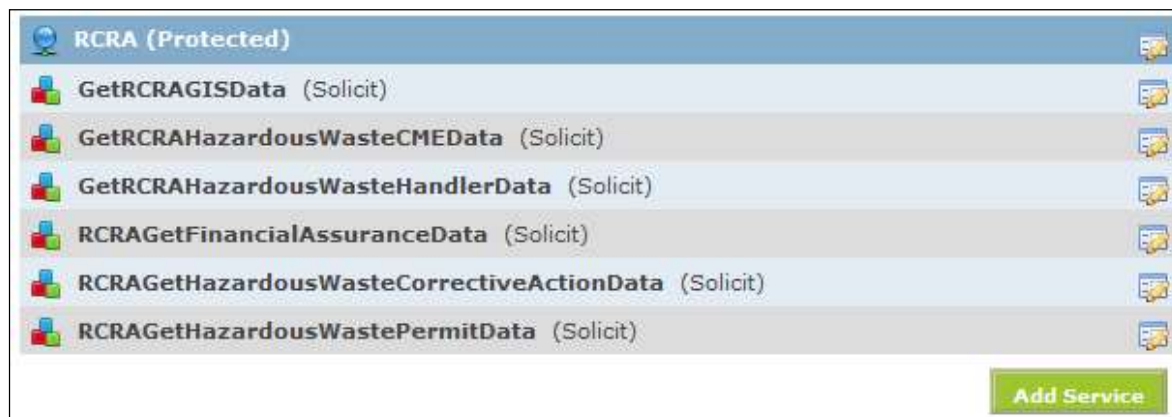 RCRA (Protected)
GetRCRAGISData (Solicit)
GetRCRAHazardousWasteCMEData (Solicit)
GetRCRAHazardousWasteHandlerData (Solicit)
RCRAGetFinancialAssuranceData (Solicit)
RCRAGetHazardousWasteCorrectiveActionData (Solicit)
RCRAGetHazardousWastePermitData (Solicit)
Add Service